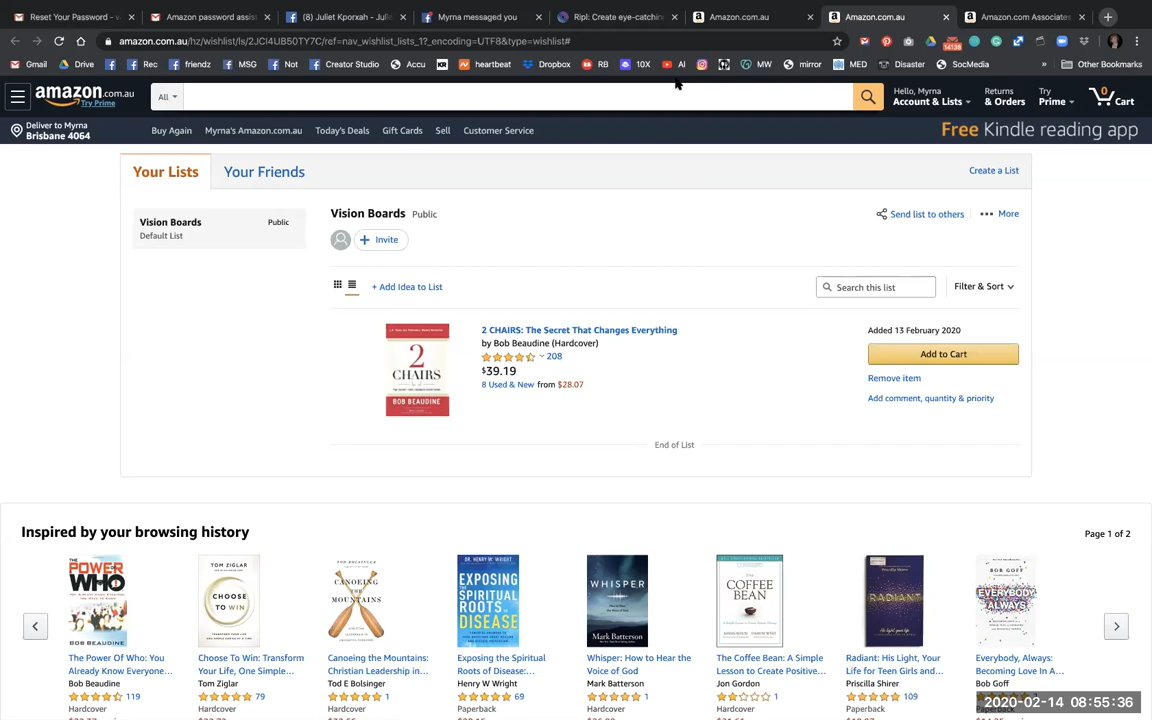 Reset Your Password - 
Amazon password assis
(8) Juliet Kporxah - Jul
Myrna messaged you
Ripl: Create eye-catchin
Amazon.com.au
Amazon.com.au
Amazon.com Associates
amazon.com.au/hz/wishlist/ls/2JCI4UB50TY7C/ref=nav_wishlist_lists_1?_encoding=UTF8&type=wishlist#
14138
Gmail Drive Rec friendz MSG Not Creator Studio Accu heartbeat Dropbox RB 10X AI MW mirror MED Disaster SocMedia » Other Bookmarks
amazon.com.au
Try Prime
All
Hello, Myrna
Account & Lists
Returns
& Orders
Try
Prime
0
Cart
Deliver to Myrna
Brisbane 4064
Buy Again Myrna's Amazon.com.au Today's Deals Gift Cards Sell Customer Service
Free Kindle reading app
Your Lists Your Friends Create a List
Vision Boards Public
Default List
Vision Boards Public
Send list to others ••• More
+ Invite
+ Add Idea to List
Search this list
Filter & Sort
2 CHAIRS: The Secret That Changes Everything
by Bob Beaudine (Hardcover)
208
$39.19
8 Used & New from $28.07
2
CHAIRS
BOB BEAUDINE
Added 13 February 2020
Add to Cart
Remove item
Add comment, quantity & priority
End of List
Inspired by your browsing history
Page 1 of 2
THE
POWER
WHO
BOB BEAUDINE
TOM ZIGLAR
CHOOSE
TO WIN
TOD BOLSINGER
CANOEING
THE
MOUNTAINS
DR. HENRY W. WRIGHT
EXPOSING
SPIRITUAL
ROOTS OF
DISEASE
WHISPER
Mark Batterson
THE
COFFEE
BEAN
RADIANT
BOB GOFF
EVERYBODY
ALWAYS
The Power Of Who: You
Already Know Everyone...
Bob Beaudine
119
Hardcover
Choose To Win: Transform
Your Life, One Simple...
Tom Ziglar
79
Hardcover
Canoeing the Mountains:
Christian Leadership in...
Tod E Bolsinger
1
Hardcover
Exposing the Spiritual
Roots of Disease:...
Henry W Wright
69
Paperback
Whisper: How to Hear the
Voice of God
Mark Batterson
1
Hardcover
The Coffee Bean: A Simple
Lesson to Create Positive...
Jon Gordon
1
Hardcover
Radiant: His Light, Your
Life for Teen Girls and...
Priscilla Shirer
109
Hardcover
Everybody, Always:
Becoming Love In A...
Bob Goff
Paperback
2020-02-14 08:55:36